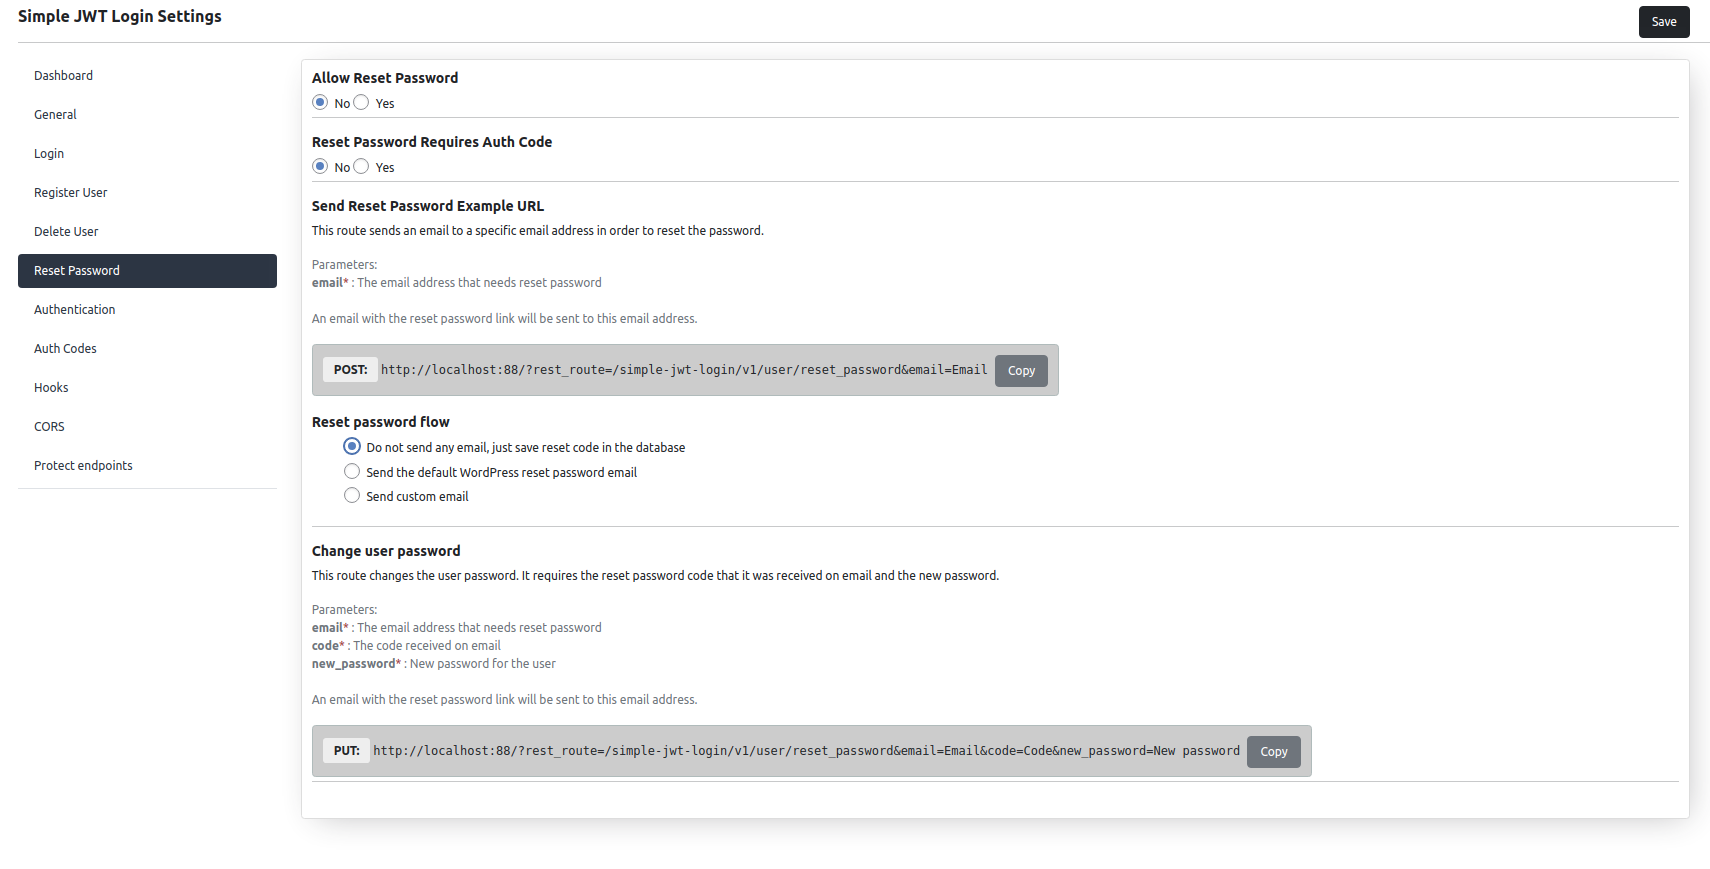 Simple JWT Login Settings
Save
Dashboard
General
Login
Register User
Delete User
Reset Password
Authentication
Auth Codes
Hooks
CORS
Protect endpoints
Allow Reset Password
No Yes
Reset Password Requires Auth Code
No Yes
Send Reset Password Example URL
This route sends an email to a specific email address in order to reset the password.
Parameters:
email* : The email address that needs reset password
An email with the reset password link will be sent to this email address.
POST: http://localhost:88/?rest_route=/simple-jwt-login/v1/user/reset_password&email=Email Copy
Reset password flow
Do not send any email, just save reset code in the database
Send the default WordPress reset password email
Send custom email
Change user password
This route changes the user password. It requires the reset password code that it was received on email and the new password.
Parameters:
email* : The email address that needs reset password
code* : The code received on email
new_password* : New password for the user
An email with the reset password link will be sent to this email address.
PUT: http://localhost:88/?rest_route=/simple-jwt-login/v1/user/reset_password&email=Email&code=Code&new_password=New password Copy